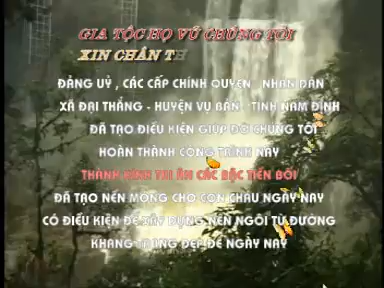 GIA TỘC HỌ VŨ CHÚNG TÔI
XIN CHÂN TH
ĐẢNG UỶ , CÁC CẤP CHÍNH QUYỀN NHÂN DÂN
XÃ ĐẠI THẮNG - HUYỆN VỤ BẢN TỈNH NAM ĐỊNH
ĐÃ TẠO ĐIỀU KIỆN GIÚP ĐỠ CHÚNG TÔI
HOÀN THÀNH CÔNG TRÌNH NÀY
THÀNH KÍNH TRI ÂN CÁC BẬC TIỀN BỐI
ĐÃ TẠO NỀN MÓNG CHO CON CHÁU NGÀY NAY
CÓ ĐIỀU KIỆN ĐỂ XÂY DỰNG NÊN NGÔI TỪ ĐƯỜNG
KHANG TRANG ĐẸP ĐẼ NGÀY NAY